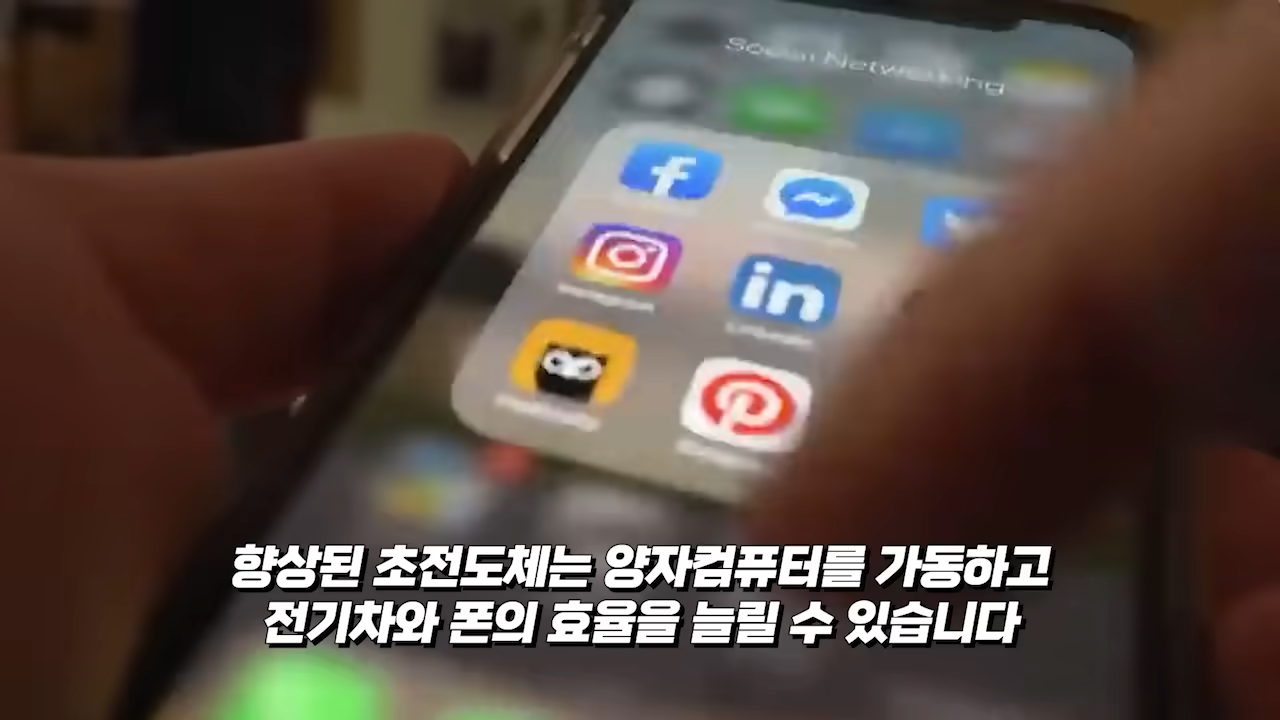 Social Networking
f
in
향상된 초전도체는 양자컴퓨터를 가동하고
전기차와 폰의 효율을 늘릴 수 있습니다